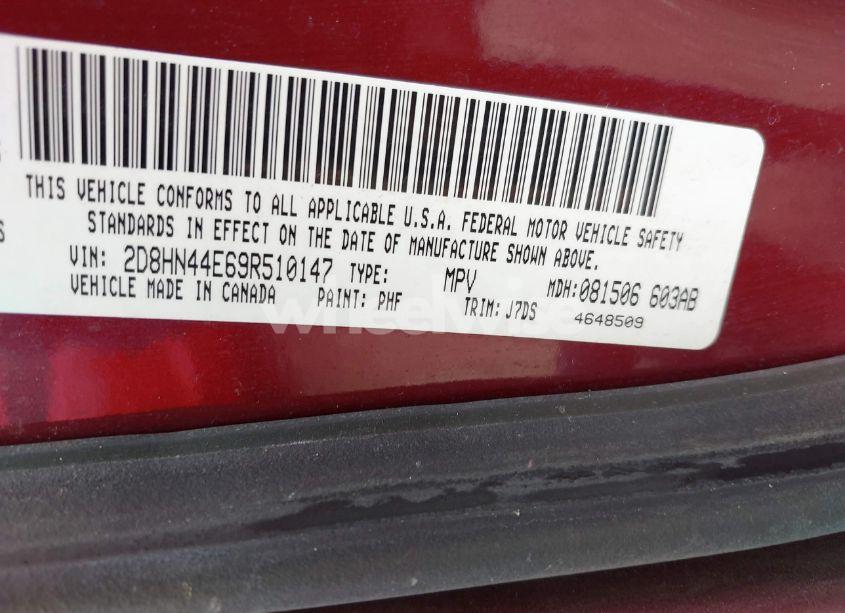 THIS VEHICLE CONFORMS TO ALL APPLICABLE U.S.A. FEDERAL MOTOR VEHICLE SAFETY
STANDARDS IN EFFECT ON THE DATE OF MANUFACTURE SHOWN ABOVE.
VIN: 2D8HN44E69R510147 TYPE: MPV MDH:081506 603AB
VEHICLE MADE IN CANADA PAINT: PHF TRIM: J7DS 4648509
wheelwise